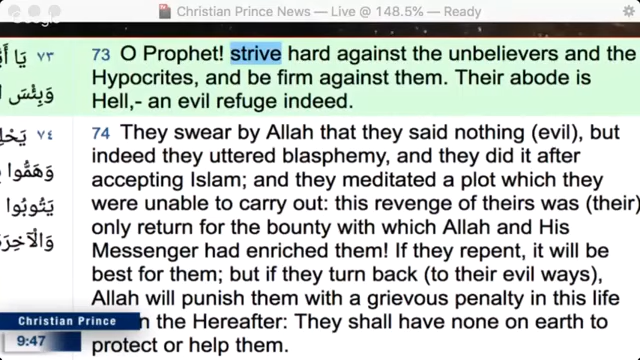 Christian Prince News — Live @ 148.5% — Ready
٧٣ يَا أَيُّ
وَبِئْسَ
73 O Prophet! strive hard against the unbelievers and the
Hypocrites, and be firm against them. Their abode is
Hell,- an evil refuge indeed.
٧٤ يَحْلِ
وَهَمُّوا
يَتُوبُوا
وَالْآخِرَ
74 They swear by Allah that they said nothing (evil), but
indeed they uttered blasphemy, and they did it after
accepting Islam; and they meditated a plot which they
were unable to carry out: this revenge of theirs was (their)
only return for the bounty with which Allah and His
Messenger had enriched them! If they repent, it will be
best for them; but if they turn back (to their evil ways),
Allah will punish them with a grievous penalty in this life
n the Hereafter: They shall have none on earth to
protect or help them.
Christian Prince
9:47